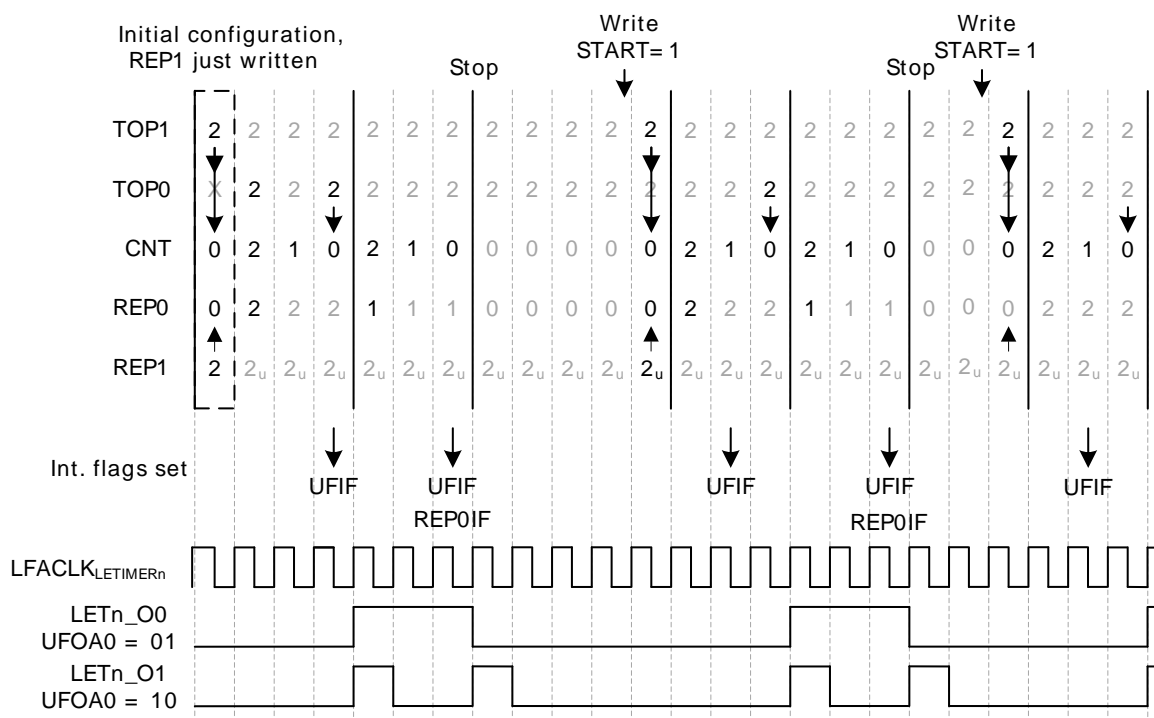 Initial configuration,
REP1 just written
Stop
Write
START= 1
Stop
Write
START= 1
TOP1 2 2 2 2 2 2 2 2 2 2 2 2 2 2 2 2 2 2 2 2 2 2 2 2
TOP0 X 2 2 2 2 2 2 2 2 2 2 2 2 2 2 2 2 2 2 2 2 2 2 2
CNT 0 2 1 0 2 1 0 0 0 0 0 0 2 1 0 2 1 0 0 0 0 2 1 0
REP0 0 2 2 2 1 1 1 0 0 0 0 0 2 2 2 1 1 1 0 0 0 2 2 2
REP1 2 2u 2u 2u 2u 2u 2u 2u 2u 2u 2u 2u 2u 2u 2u 2u 2u 2u 2u 2u 2u 2u 2u 2u
Int. flags set
UFIF UFIF UFIF UFIF UFIF
REP0IF REP0IF
LFACLKLETIMERn
LETn_O0
UFOA0 = 01
LETn_O1
UFOA0 = 10